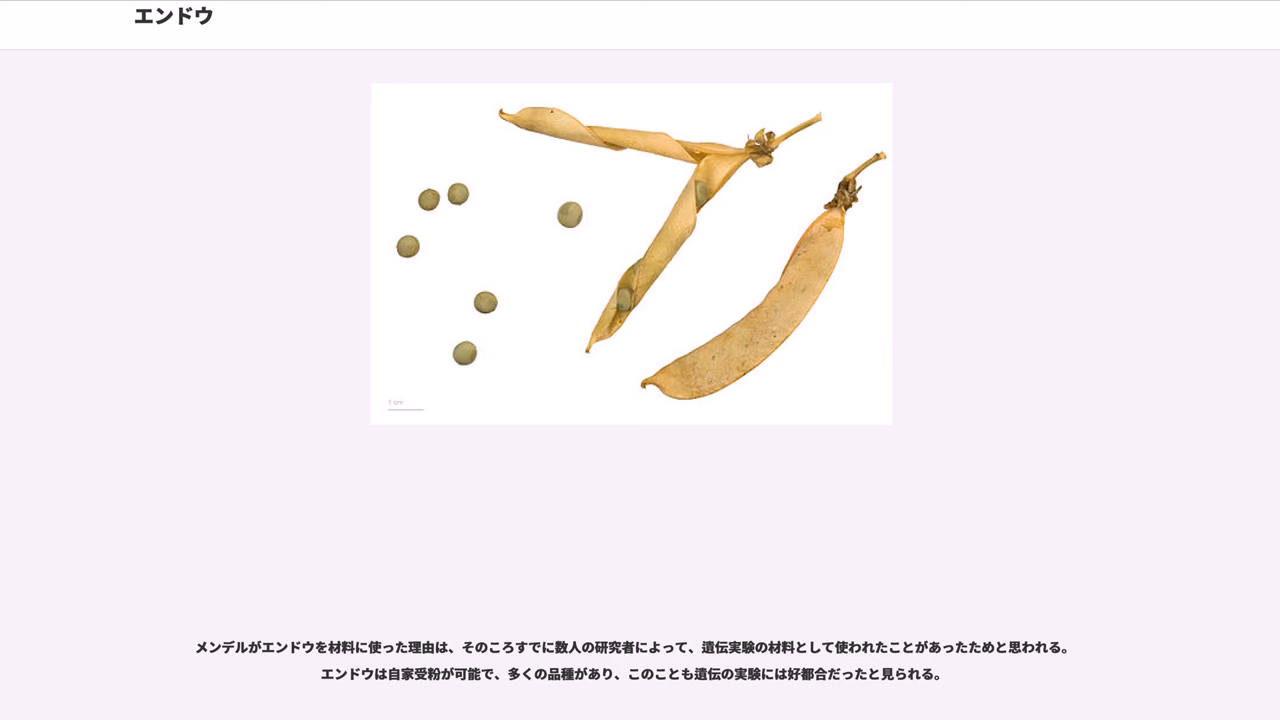 エンドウ
1 cm
メンデルがエンドウを材料に使った理由は、そのころすでに数人の研究者によって、遺伝実験の材料として使われたことがあったためと思われる。
エンドウは自家受粉が可能で、多くの品種があり、このことも遺伝の実験には好都合だったと見られる。